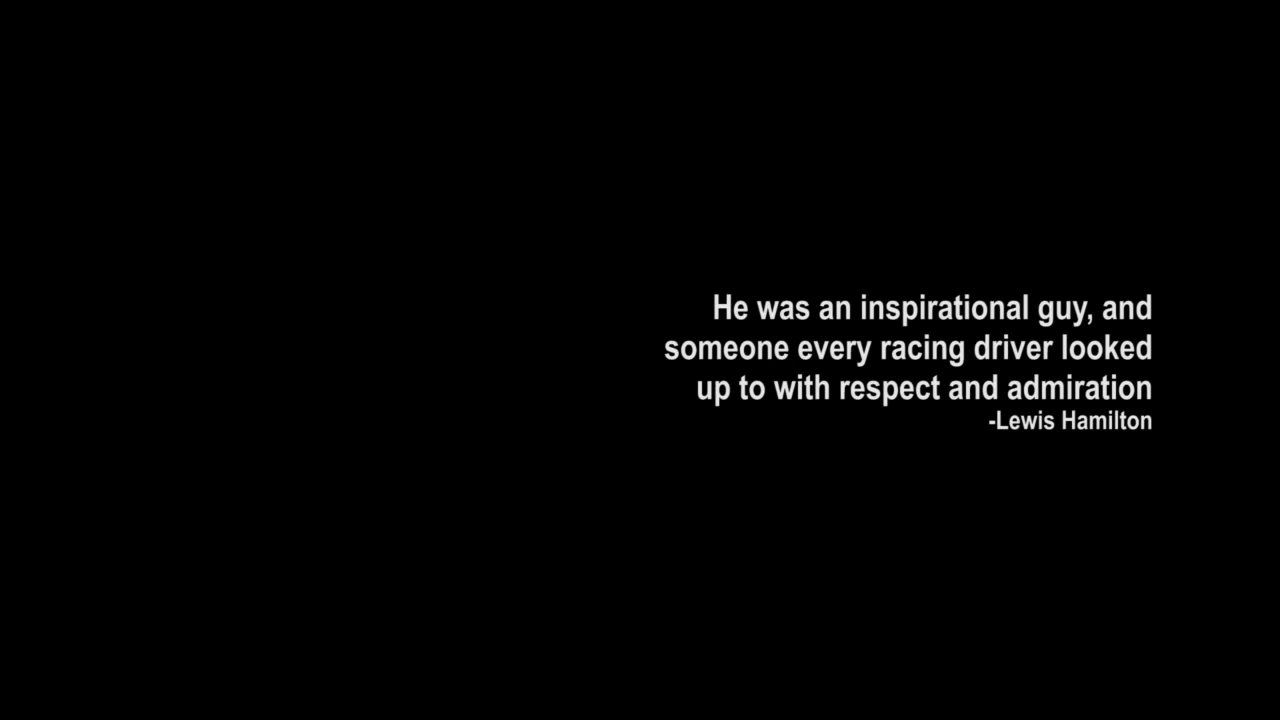 He was an inspirational guy, and
someone every racing driver looked
up to with respect and admiration
-Lewis Hamilton